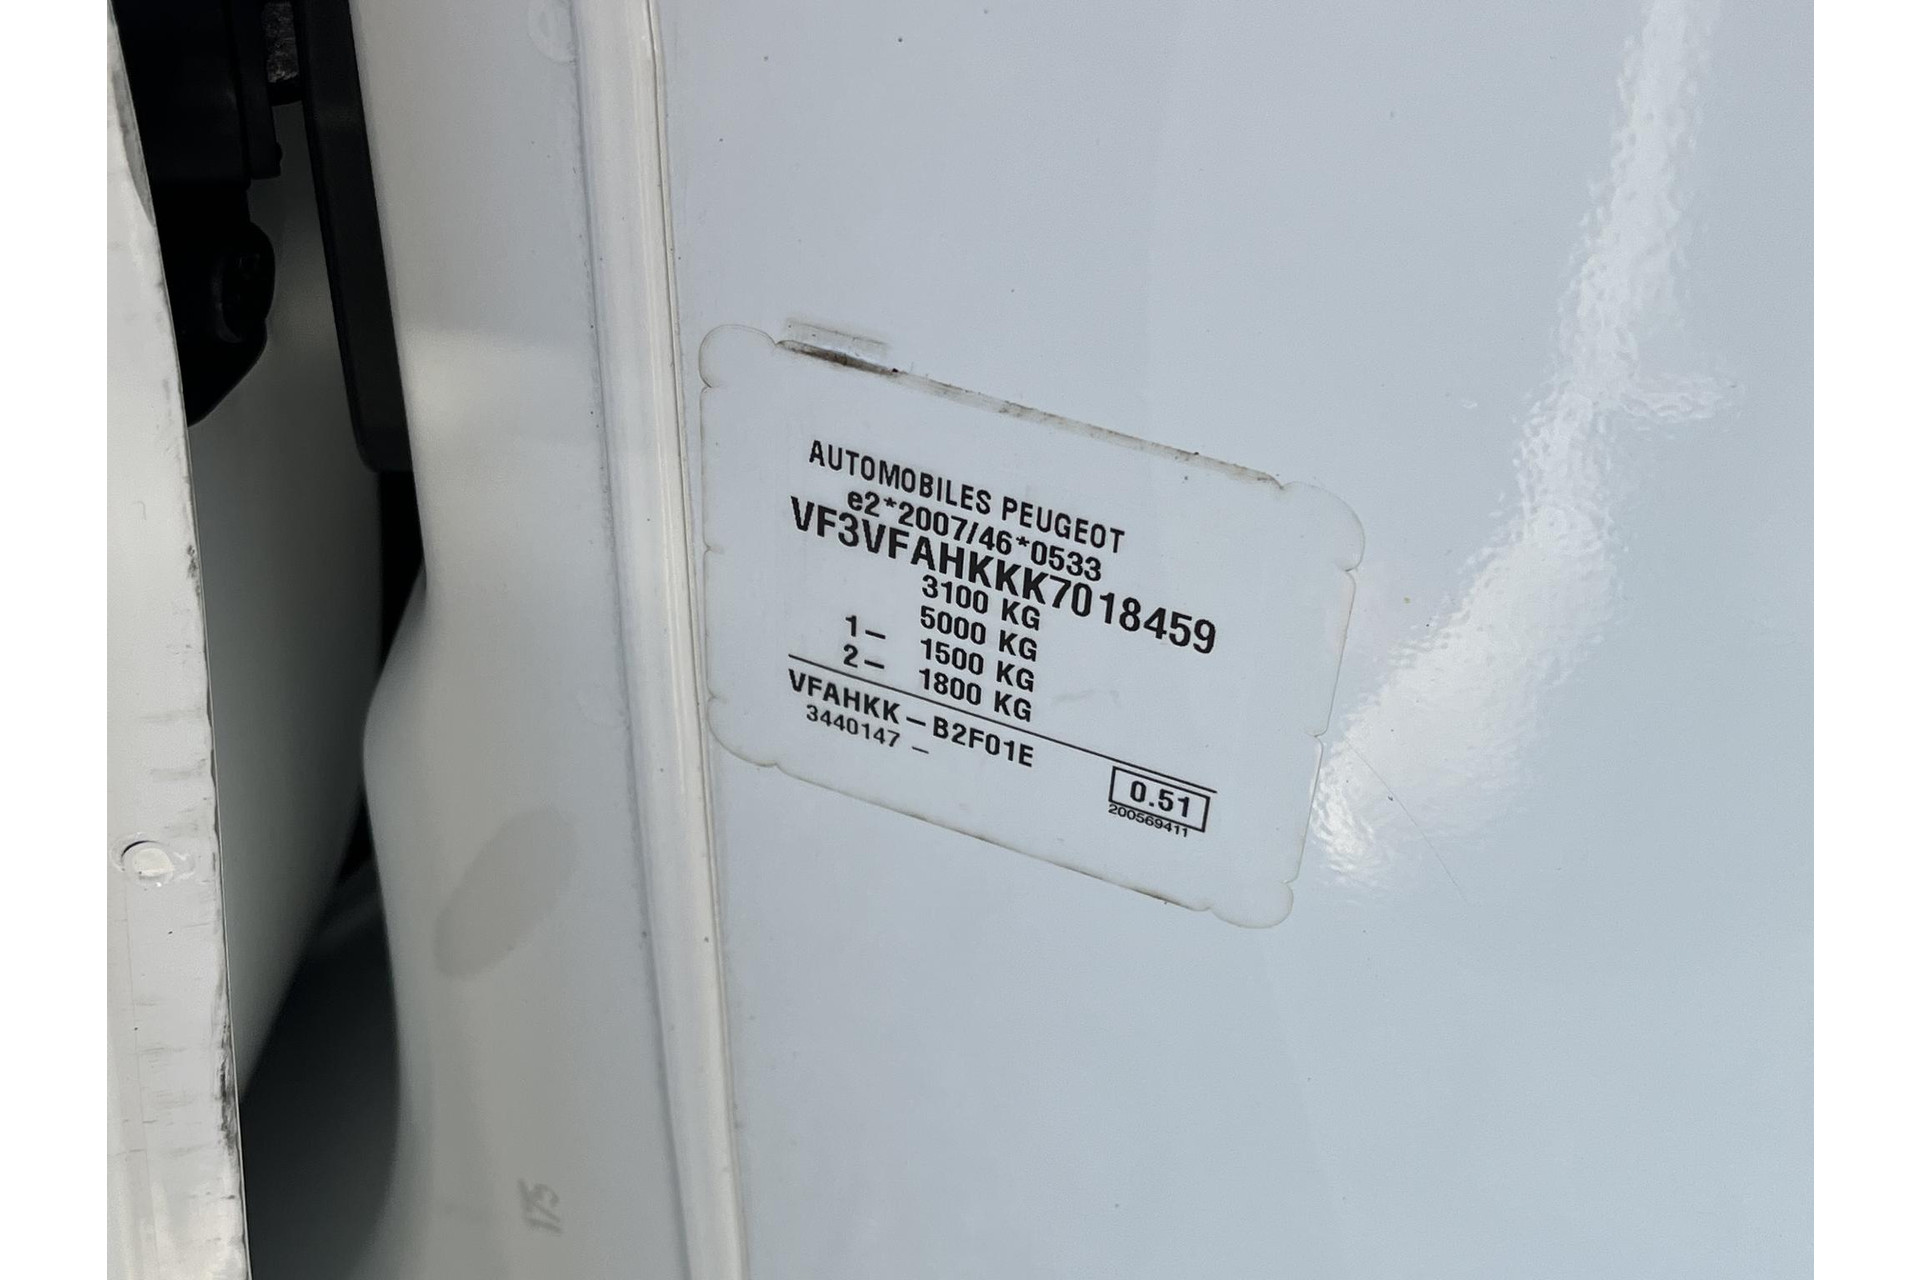 AUTOMOBILES PEUGEOT
e2*2007/46*0533
VF3VFAHKKK7018459
3100 KG
5000 KG
1– 1500 KG
2– 1800 KG
VFAHKK – B2F01E
3440147 –
0.51
200569411
175